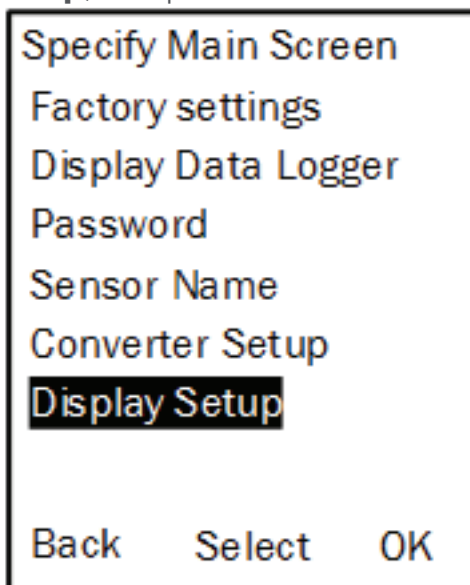 Specify Main Screen
Factory settings
Display Data Logger
Password
Sensor Name
Converter Setup
Display Setup
Back Select OK